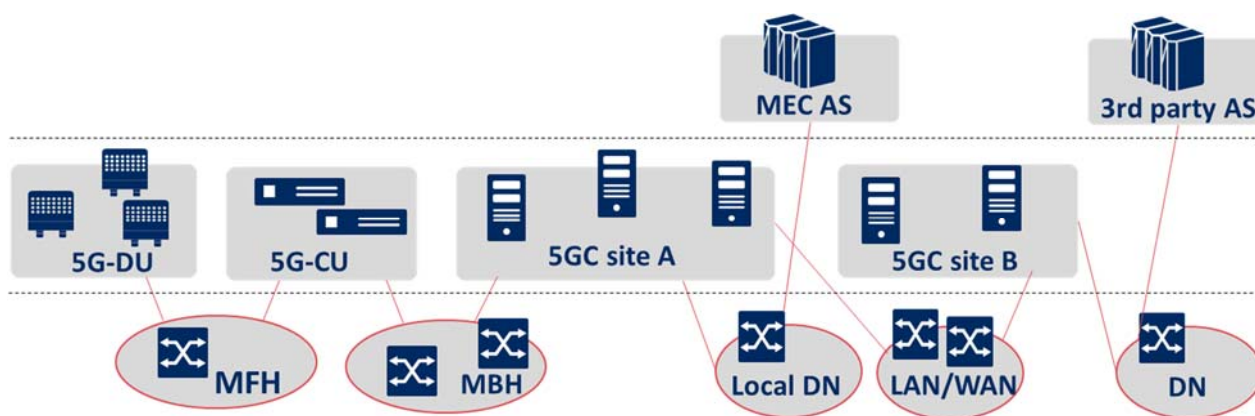 MEC AS
3rd party AS
5G-DU
5G-CU
5GC site A
5GC site B
MFH
MBH
Local DN
LAN/WAN
DN